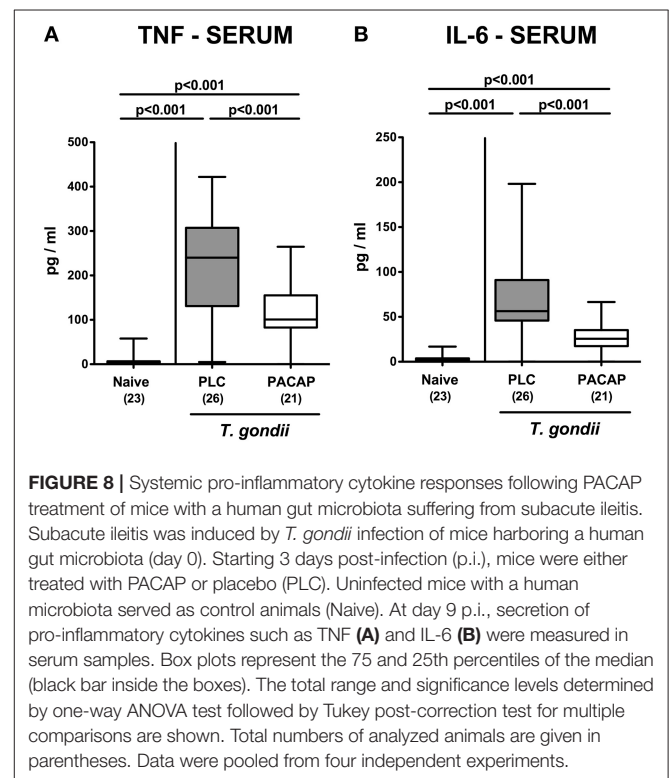 A TNF - SERUM
B IL-6 - SERUM
p<0.001
p<0.001 p<0.001
pg / ml
500
400
300
200
100
0
Naive PLC PACAP
(23) (26) (21)
T. gondii
p<0.001
p<0.001 p<0.001
pg / ml
250
200
150
100
50
0
Naive PLC PACAP
(23) (26) (21)
T. gondii
FIGURE 8 | Systemic pro-inflammatory cytokine responses following PACAP
treatment of mice with a human gut microbiota suffering from subacute ileitis.
Subacute ileitis was induced by T. gondii infection of mice harboring a human
gut microbiota (day 0). Starting 3 days post-infection (p.i.), mice were either
treated with PACAP or placebo (PLC). Uninfected mice with a human
microbiota served as control animals (Naive). At day 9 p.i., secretion of
pro-inflammatory cytokines such as TNF (A) and IL-6 (B) were measured in
serum samples. Box plots represent the 75 and 25th percentiles of the median
(black bar inside the boxes). The total range and significance levels determined
by one-way ANOVA test followed by Tukey post-correction test for multiple
comparisons are shown. Total numbers of analyzed animals are given in
parentheses. Data were pooled from four independent experiments.